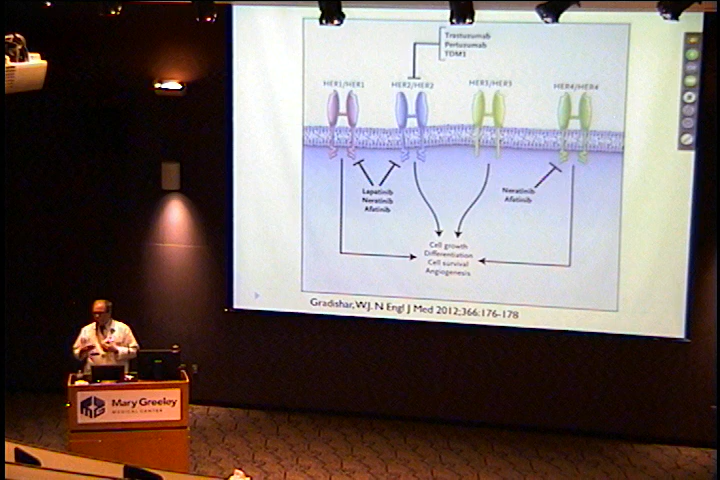 Trastuzumab
Pertuzumab
TDM1
HER1/HER1
HER2/HER2
HER3/HER3
HER4/HER4
Lapatinib
Neratinib
Afatinib
Neratinib
Afatinib
Cell growth
Differentiation
Cell survival
Angiogenesis
Gradishar, WJ. N Engl J Med 2012;366:176-178
Mary Greeley
MEDICAL CENTER